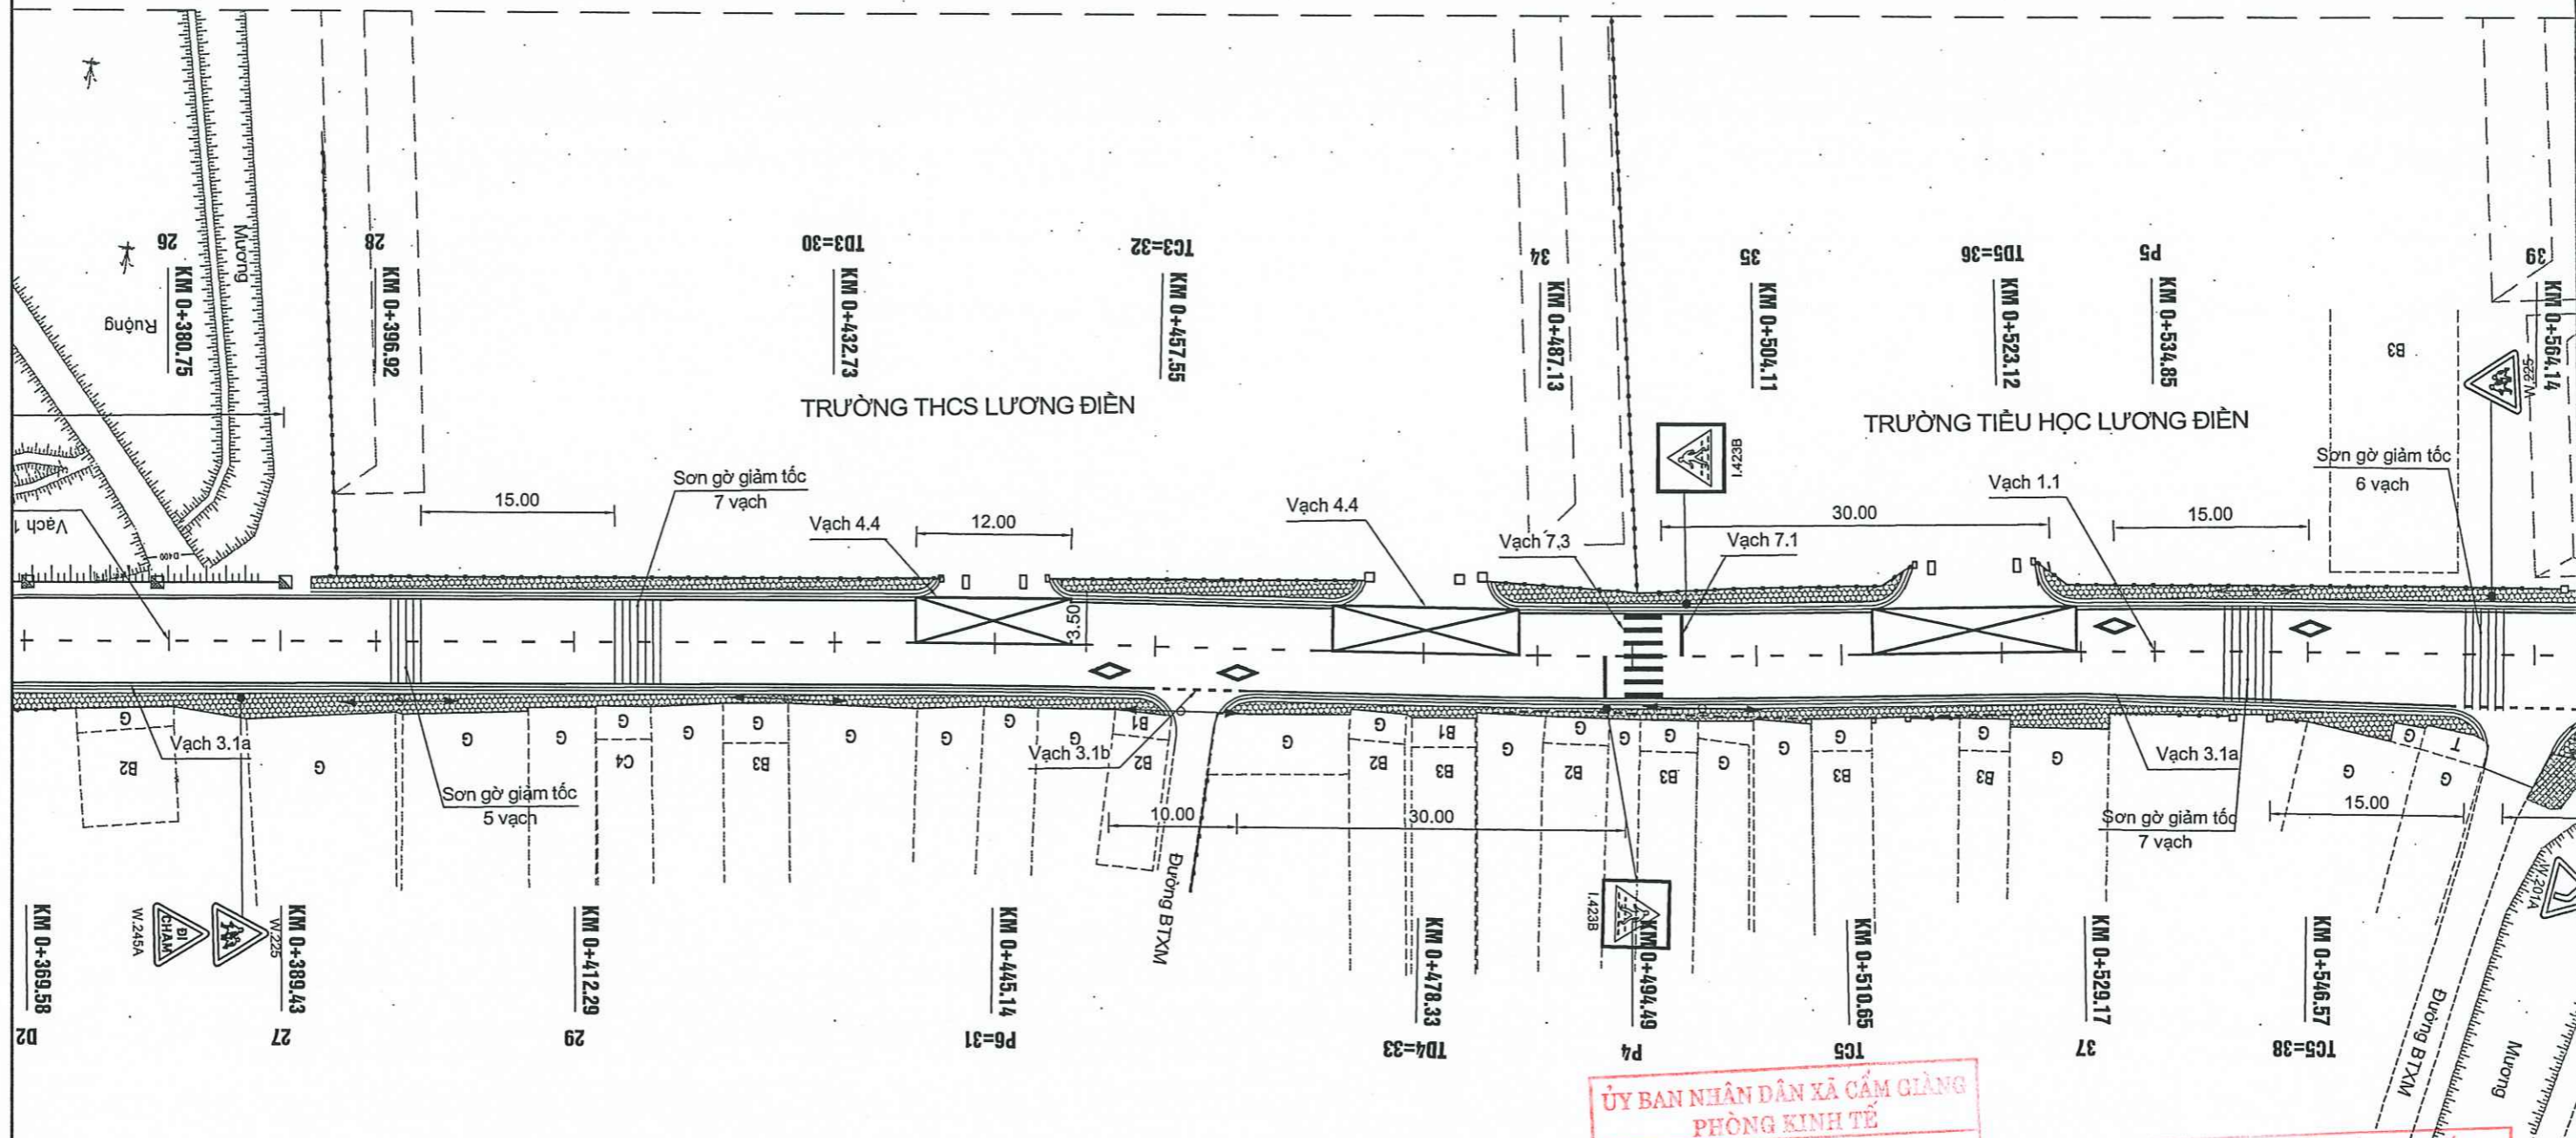 26
KM 0+380.75
Mương
Ruộng
28
KM 0+396.92
TD3=30
KM 0+432.73
TC3=32
KM 0+457.55
34
KM 0+487.13
35
KM 0+504.11
TD5=36
KM 0+523.12
P5
KM 0+534.85
39
KM 0+564.14
B3
W.225
TRƯỜNG THCS LƯƠNG ĐIỀN
TRƯỜNG TIỂU HỌC LƯƠNG ĐIỀN
I.423B
Sơn gờ giảm tốc
7 vạch
Sơn gờ giảm tốc
6 vạch
15.00
Vạch 4.4
12.00
Vạch 4.4
Vạch 7.3
Vạch 7.1
30.00
Vạch 1.1
15.00
Vạch 1
D400
3.50
G
B2
Vạch 3.1a
G
G
G
G
C4
G
G
B3
G
G
G
B1
B2
Vạch 3.1b
G
G
B2
B1
B3
G
G
B2
G
G
B3
G
G
G
B3
G
B3
G
Vạch 3.1a
G
G
T
G
Sơn gờ giảm tốc
5 vạch
10.00
30.00
Sơn gờ giảm tốc
7 vạch
15.00
Đường BTXM
I.423B
W.201A
ĐI
CHẬM
W.245A
W.225
KM 0+369.58
D2
KM 0+389.43
27
KM 0+412.29
29
KM 0+445.14
P6=31
KM 0+478.33
TD4=33
KM 0+494.49
P4
KM 0+510.65
TC5
KM 0+529.17
37
KM 0+546.57
TC5=38
Đường BTXM
Mương
ỦY BAN NHÂN DÂN XÃ CẨM GIÀNG
PHÒNG KINH TẾ